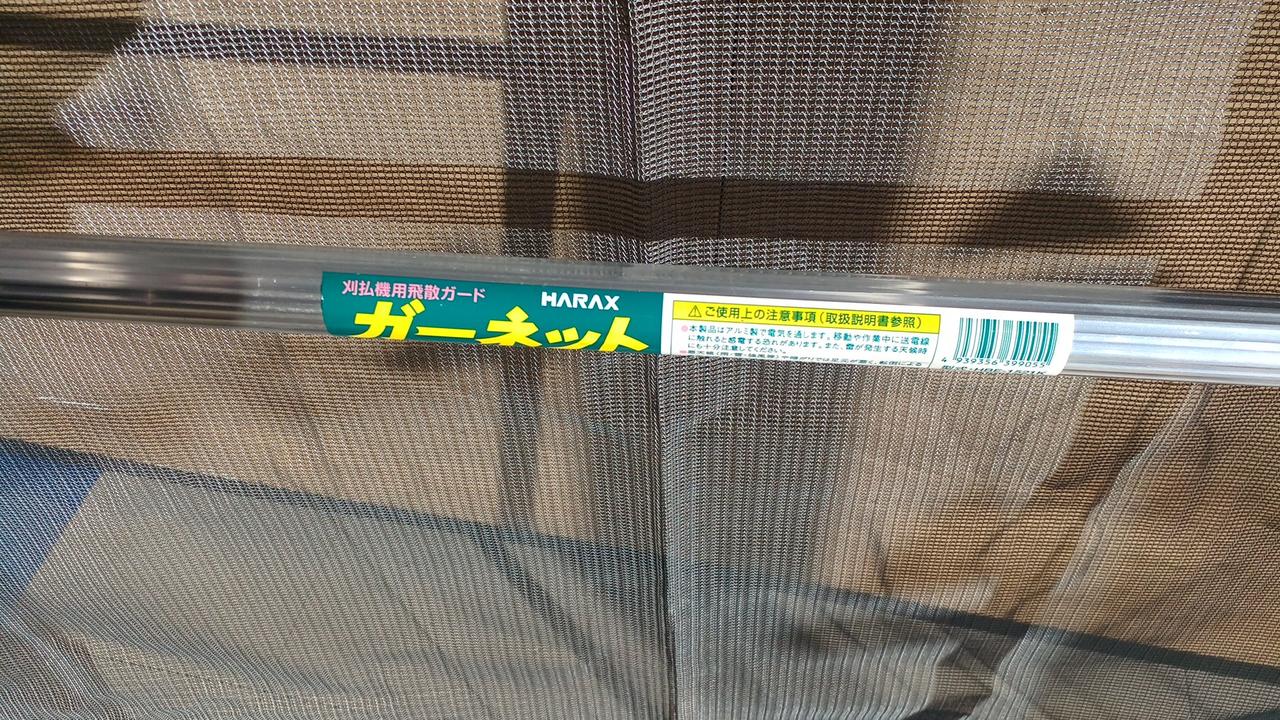 刈払機用飛散ガード
HARAX
ガーネット
⚠ご使用上の注意事項(取扱説明書参照)
●本製品はアルミ製で電気を通します。移動や作業中に送電線
に触れると感電する恐れがあります。また、雷が発生する天候時
にも十分注意してください。
4 939356 399055